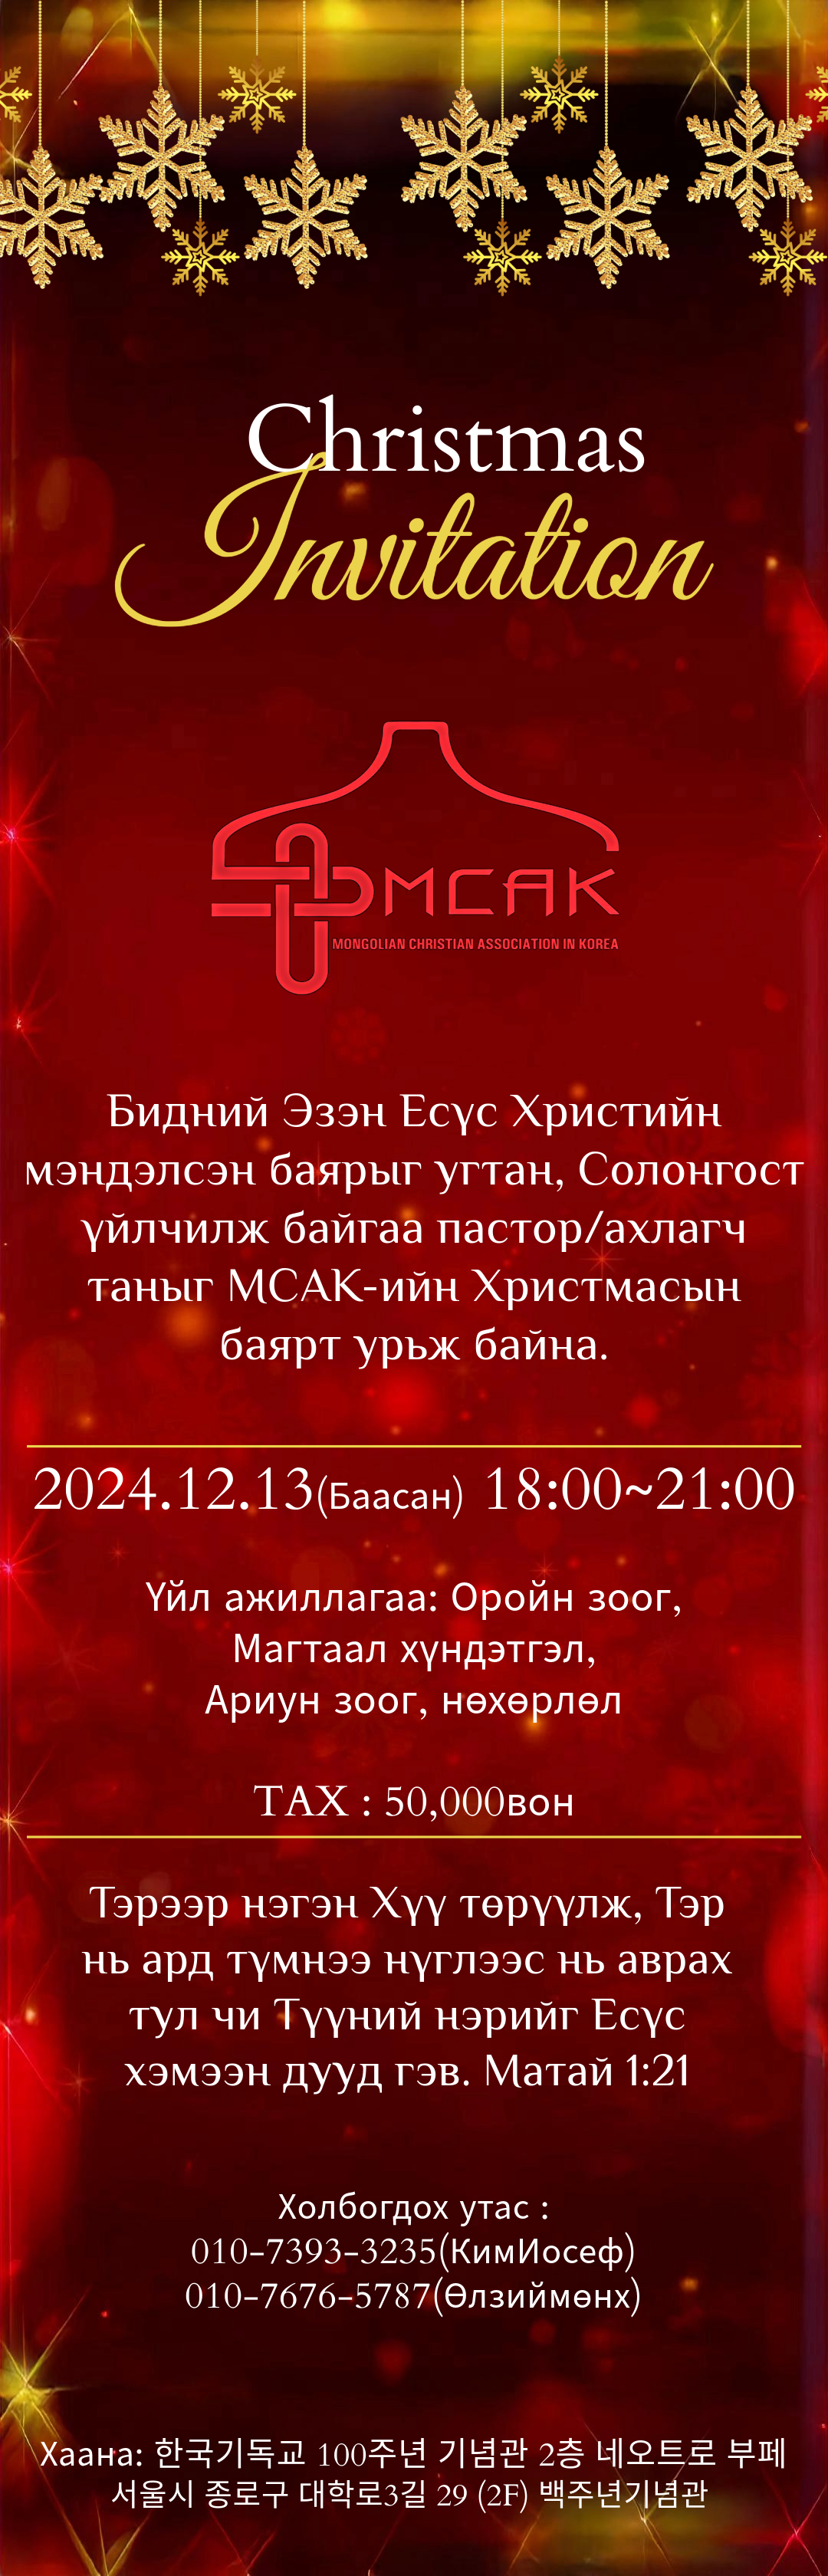 Christmas
Invitation
MCAK
MONGOLIAN CHRISTIAN ASSOCIATION IN KOREA
Бидний Эзэн Есүс Христийн
мэндэлсэн баярыг угтан, Солонгост
үйлчилж байгаа пастор/ахлагч
таныг МСАК-ийн Христмасын
баярт урьж байна.
2024.12.13(Баасан) 18:00~21:00
Үйл ажиллагаа: Оройн зоог,
Магтаал хүндэтгэл,
Ариун зоог, нөхөрлөл
TAX : 50,000вон
Тэрээр нэгэн Хүү төрүүлж, Тэр
нь ард түмнээ нүглээс нь аврах
тул чи Түүний нэрийг Есүс
хэмээн дууд гэв. Матай 1:21
Холбогдох утас :
010-7393-3235(КимИосеф)
010-7676-5787(Өлзиймөнх)
Хаана: 한국기독교 100주년 기념관 2층 네오트로 부페
서울시 종로구 대학로3길 29 (2F) 백주년기념관